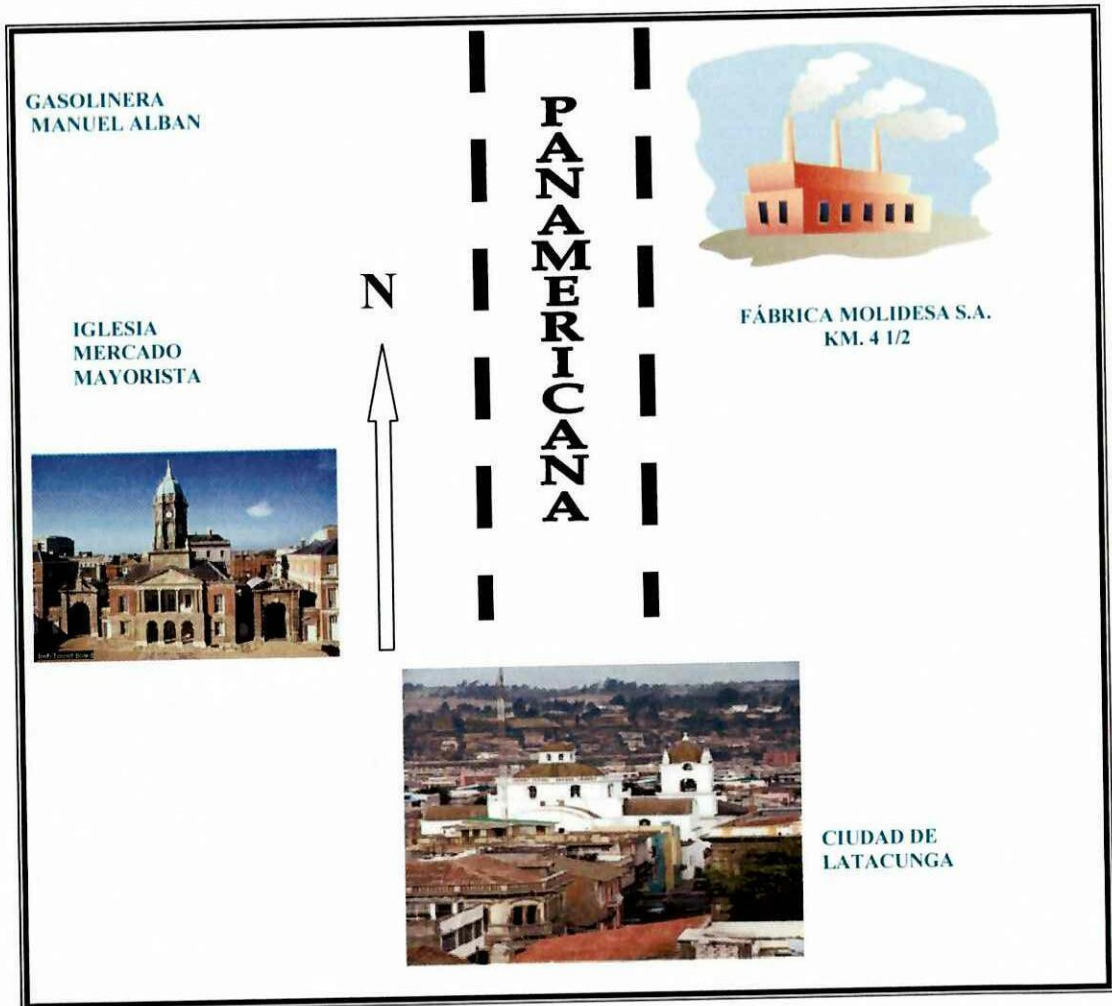 GASOLINERA
MANUEL ALBAN
PANAMERICANA
N
FÁBRICA MOLIDESA S.A.
KM. 4 1/2
IGLESIA
MERCADO
MAYORISTA
CIUDAD DE
LATACUNGA